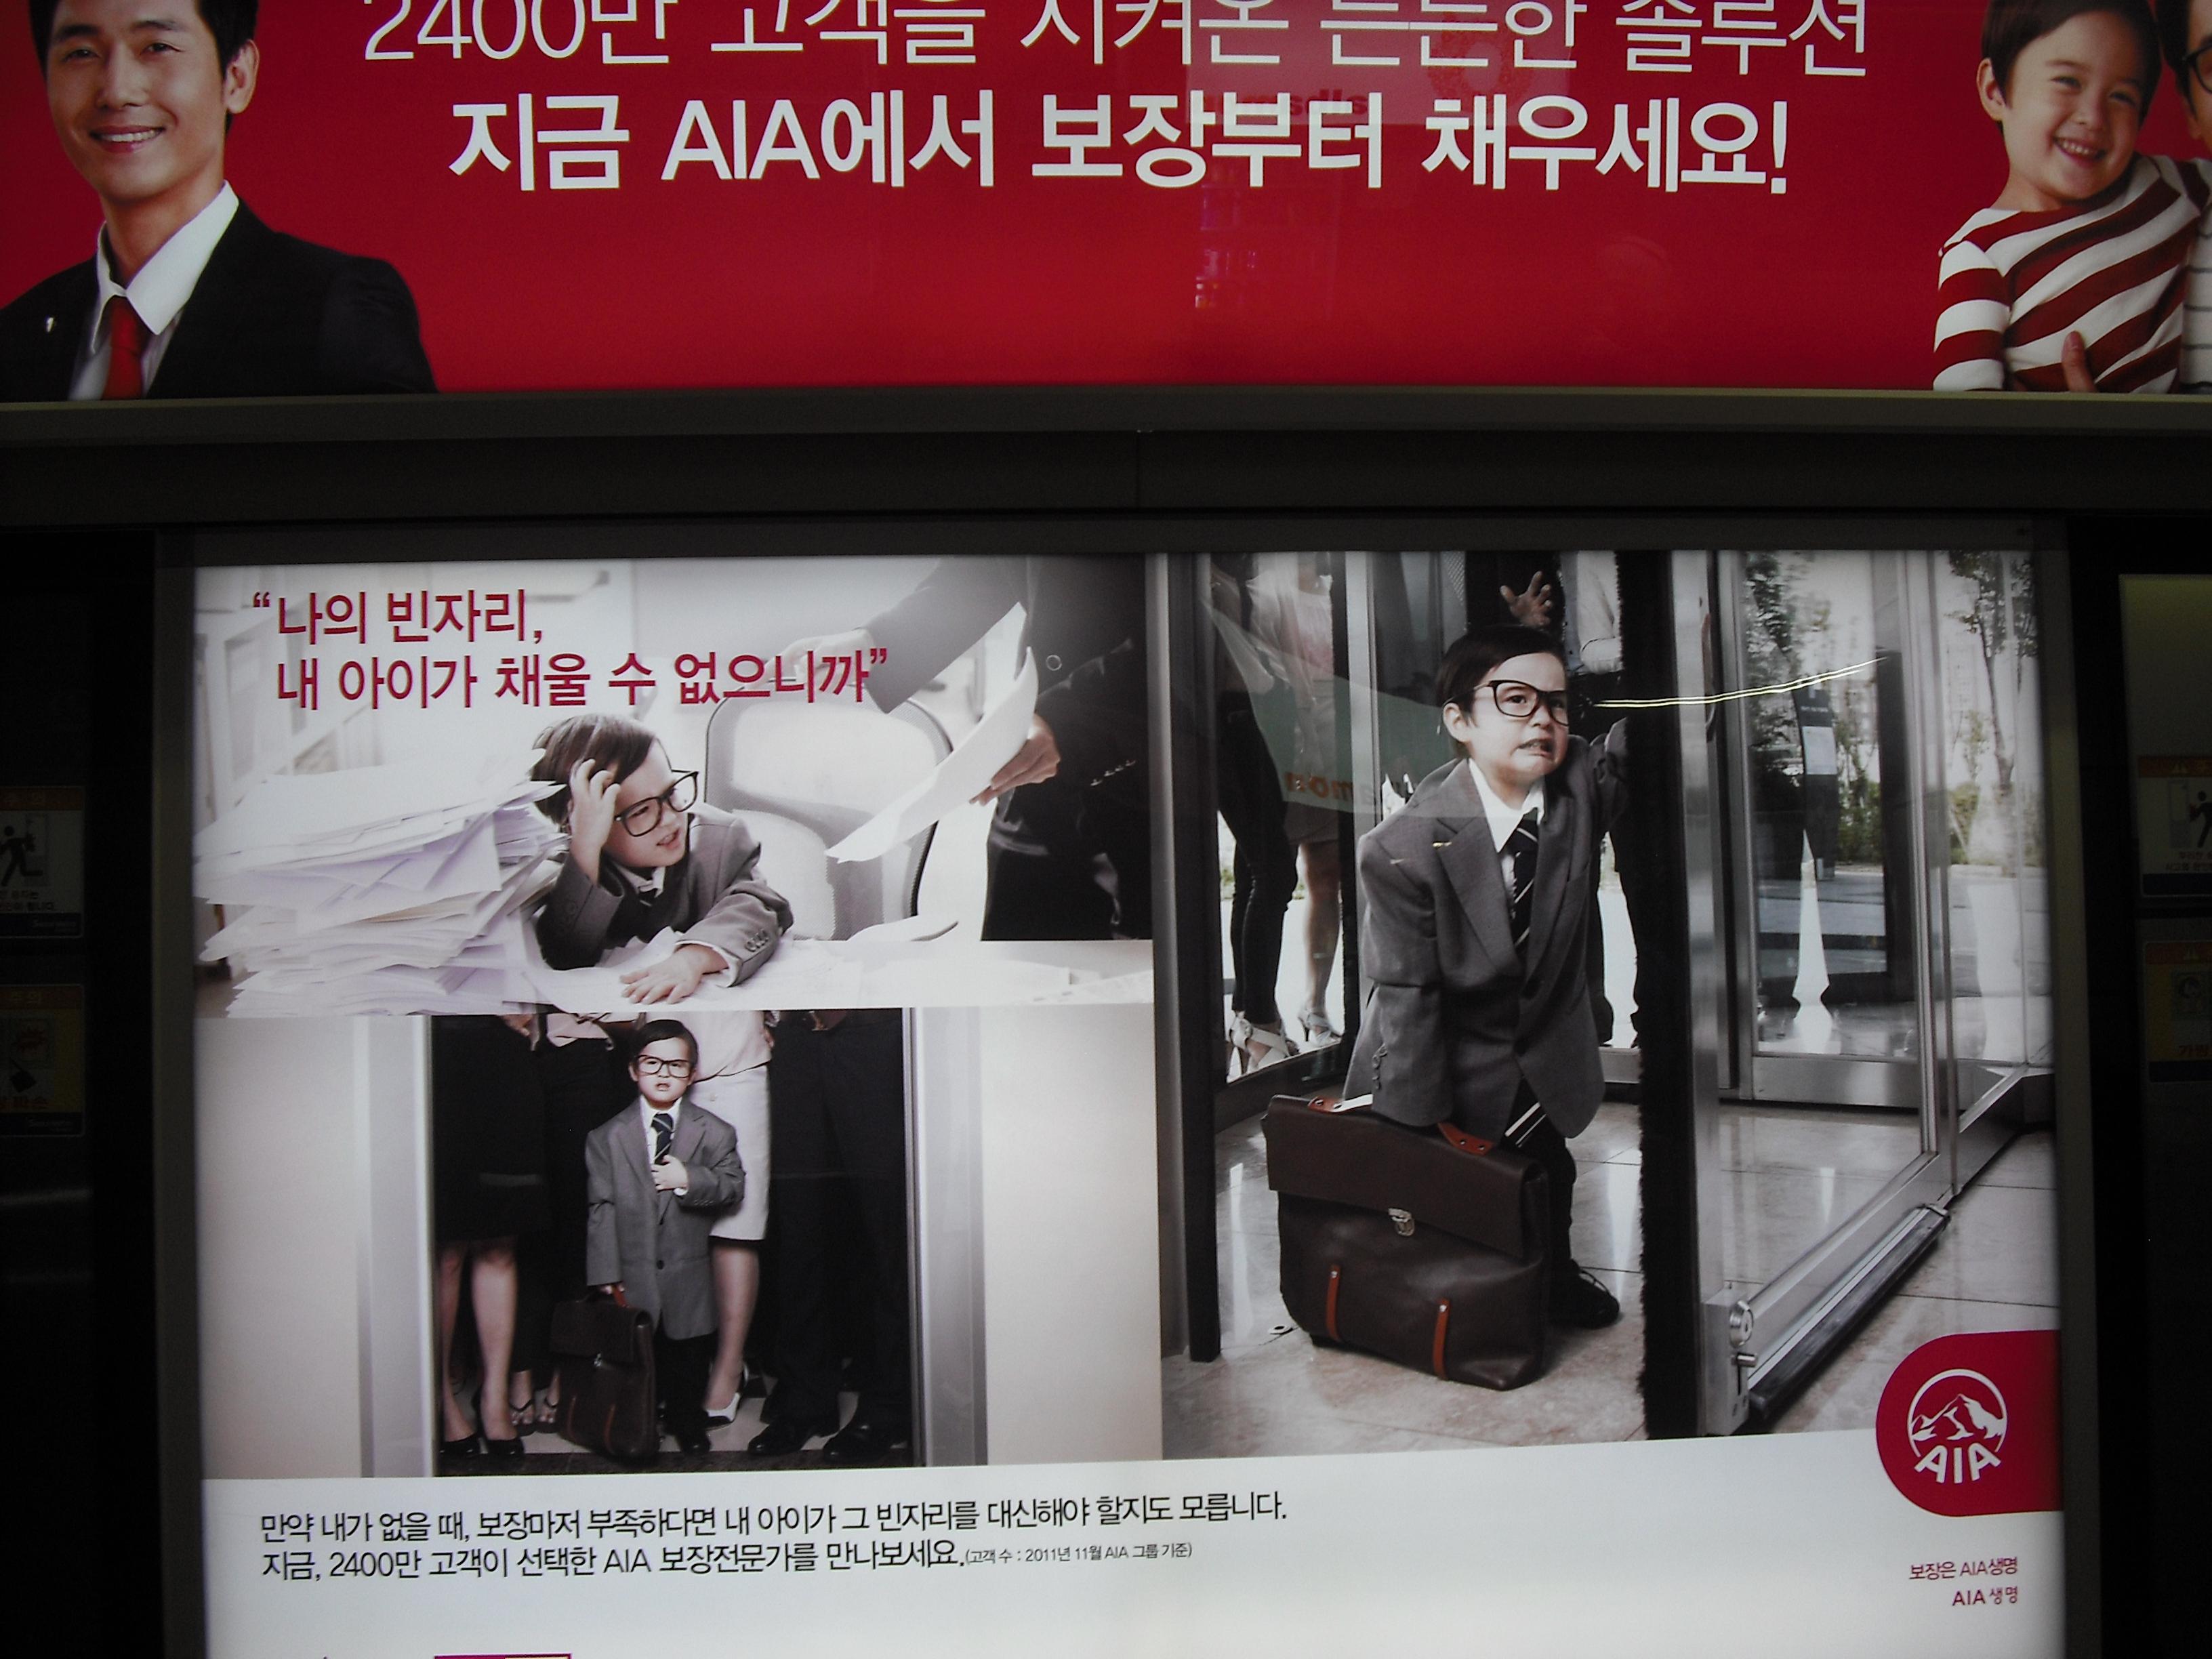 2400만 고객을 지켜온 든든한 솔루션
지금 AIA에서 보장부터 채우세요!
“나의 빈자리,
내 아이가 채울 수 없으니까”
만약 내가 없을 때, 보장마저 부족하다면 내 아이가 그 빈자리를 대신해야 할지도 모릅니다.
지금, 2400만 고객이 선택한 AIA 보장전문가를 만나보세요.(고객 수 : 2011년 11월 AIA 그룹 기준)
AIA
보장은 AIA생명
AIA 생명